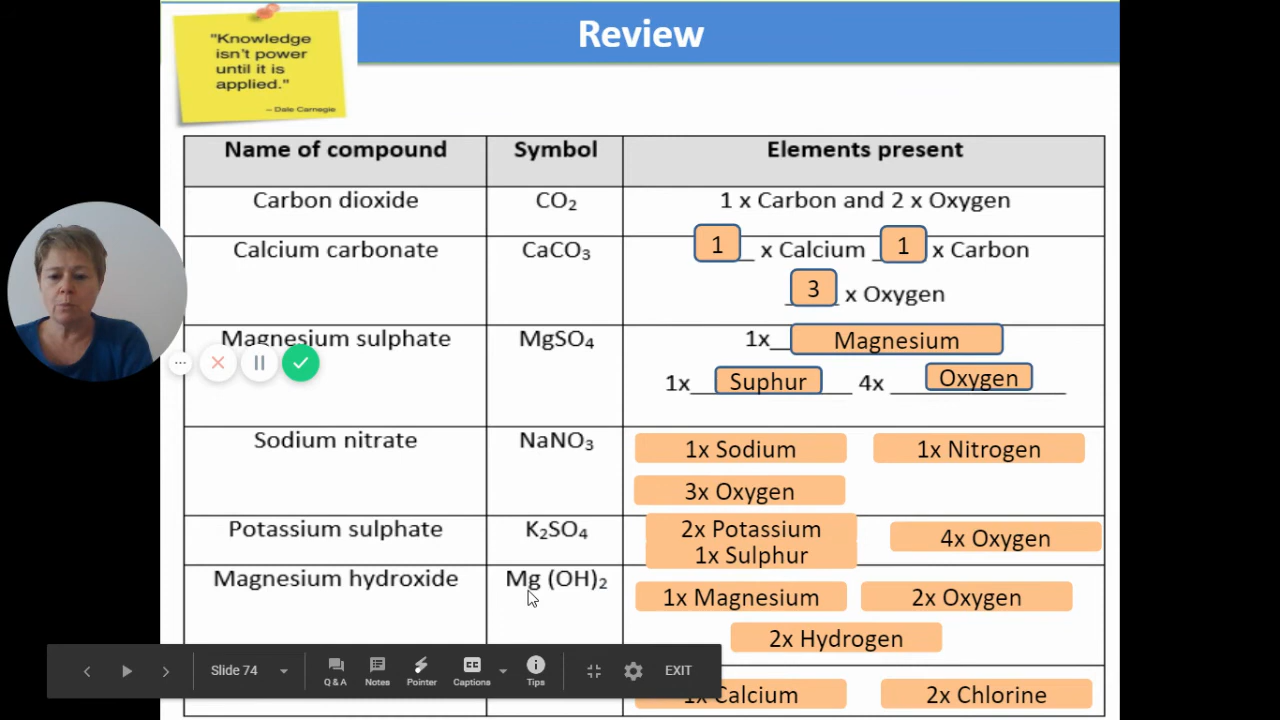 Review
"Knowledge
isn't power
until it is
applied."
– Dale Carnegie
Name of compound Symbol Elements present
Carbon dioxide CO₂ 1 x Carbon and 2 x Oxygen
Calcium carbonate CaCO₃ 1 x Calcium 1 x Carbon
3 x Oxygen
Magnesium sulphate MgSO₄ 1x Magnesium
1x Suphur 4x Oxygen
Sodium nitrate NaNO₃ 1x Sodium 1x Nitrogen
3x Oxygen
Potassium sulphate K₂SO₄ 2x Potassium 4x Oxygen
1x Sulphur
Magnesium hydroxide Mg (OH)₂ 1x Magnesium 2x Oxygen
2x Hydrogen
1x Calcium 2x Chlorine
Slide 74 Q & A Notes Pointer Captions Tips EXIT
CC